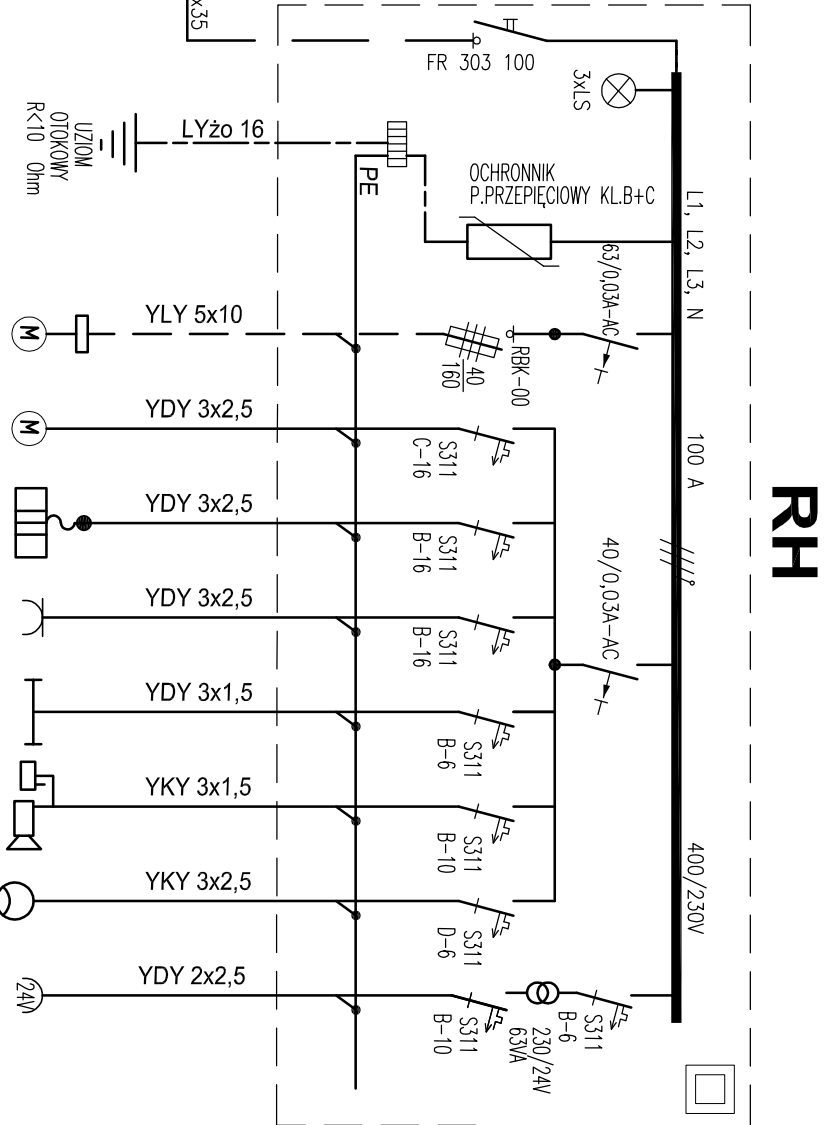 x35
FR 303 100
3xLS
RH
UZIOM
OTOKOWY
R<10 Ohm
LYżo 16
PE
OCHRONNIK
P.PRZEPIĘCIOWY KL.B+C
L1, L2, L3, N
100 A
400/230V
63/0,03A-AC
RBK-00
40
160
40/0,03A-AC
M
YLY 5x10
M
YDY 3x2,5
S311
C-16
YDY 3x2,5
S311
B-16
YDY 3x2,5
S311
B-16
YDY 3x1,5
S311
B-6
YKY 3x1,5
S311
B-10
YKY 3x2,5
S311
D-6
24V
YDY 2x2,5
S311
B-10
230/24V
63VA
S311
B-6